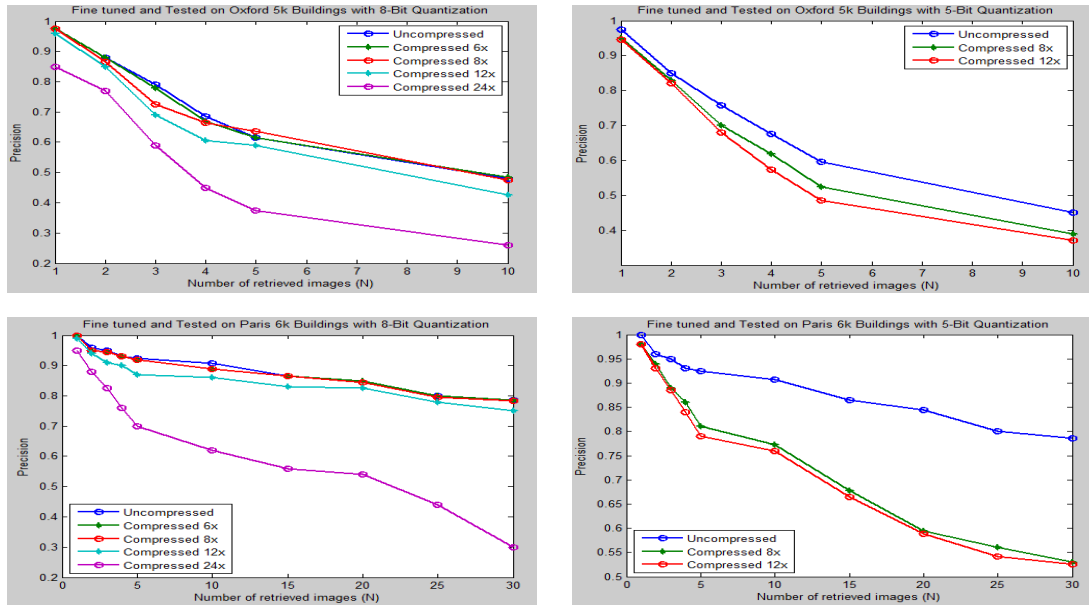 Fine tuned and Tested on Oxford 5k Buildings with 8-Bit Quantization
1
0.9
0.8
0.7
0.6
0.5
0.4
0.3
0.2
Precision
Uncompressed
Compressed 6x
Compressed 8x
Compressed 12x
Compressed 24x
1 2 3 4 5 6 7 8 9 10
Number of retrieved images (N)
Fine tuned and Tested on Oxford 5k Buildings with 5-Bit Quantization
1
0.9
0.8
0.7
0.6
0.5
0.4
Precision
Uncompressed
Compressed 8x
Compressed 12x
1 2 3 4 5 6 7 8 9 10
Number of retrieved images (N)
Fine tuned and Tested on Paris 6k Buildings with 8-Bit Quantization
1
0.9
0.8
0.7
0.6
0.5
0.4
0.3
0.2
Precision
Uncompressed
Compressed 6x
Compressed 8x
Compressed 12x
Compressed 24x
0 5 10 15 20 25 30
Number of retrieved images (N)
Fine tuned and Tested on Paris 6k Buildings with 5-Bit Quantization
1
0.95
0.9
0.85
0.8
0.75
0.7
0.65
0.6
0.55
0.5
Precision
Uncompressed
Compressed 8x
Compressed 12x
0 5 10 15 20 25 30
Number of retrieved images (N)